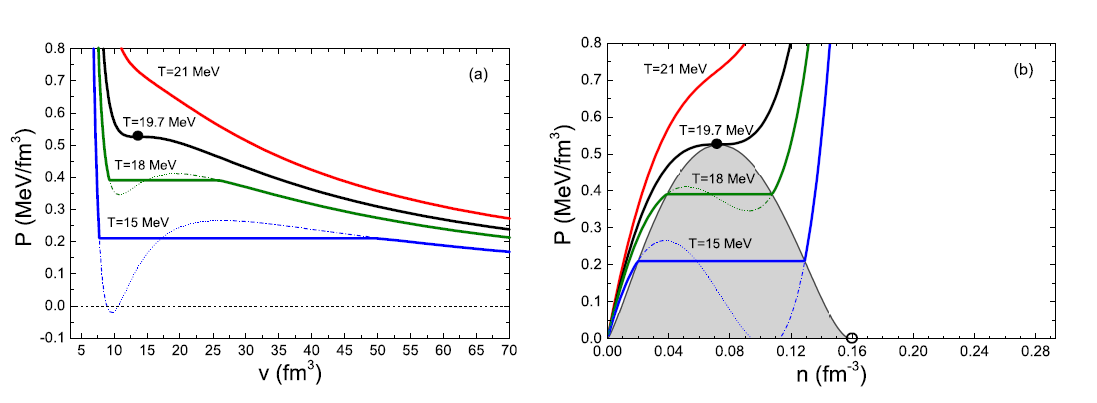 0.8
0.7
0.6
0.5
0.4
0.3
0.2
0.1
0.0
-0.1
P (MeV/fm³)
T=21 MeV
(a)
T=19.7 MeV
T=18 MeV
T=15 MeV
5 10 15 20 25 30 35 40 45 50 55 60 65 70
v (fm³)
0.8
0.7
0.6
0.5
0.4
0.3
0.2
0.1
0.0
P (MeV/fm³)
T=21 MeV
(b)
T=19.7 MeV
T=18 MeV
T=15 MeV
0.00 0.04 0.08 0.12 0.16 0.20 0.24 0.28
n (fm⁻³)